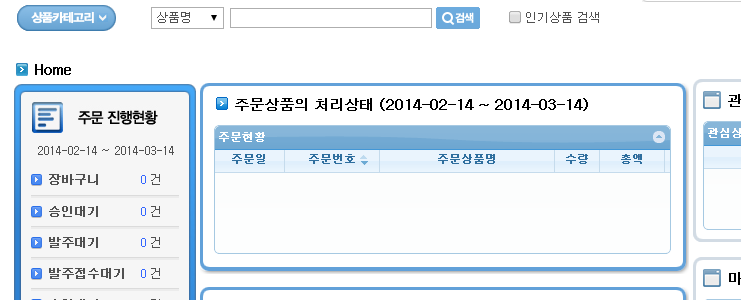 상품카테고리 상품명 검색 인기상품 검색
Home
주문 진행현황
2014-02-14 ~ 2014-03-14
장바구니 0 건
승인대기 0 건
발주대기 0 건
발주접수대기 0 건
주문상품의 처리상태 (2014-02-14 ~ 2014-03-14)
주문현황
주문일 주문번호 주문상품명 수량 총액
관
관심상
마